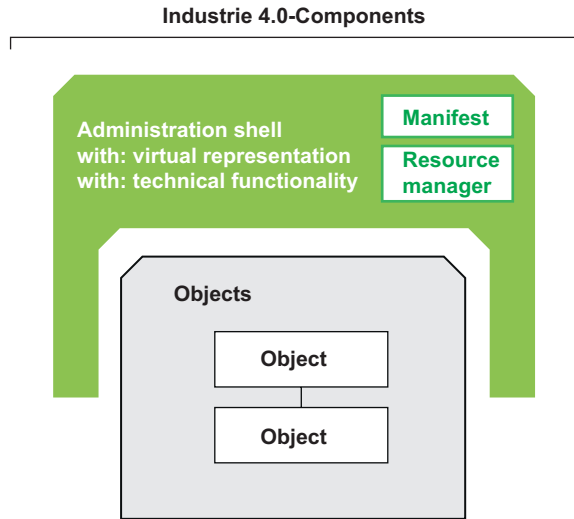 Industrie 4.0-Components
Administration shell
with: virtual representation
with: technical functionality
Manifest
Resource
manager
Objects
Object
Object